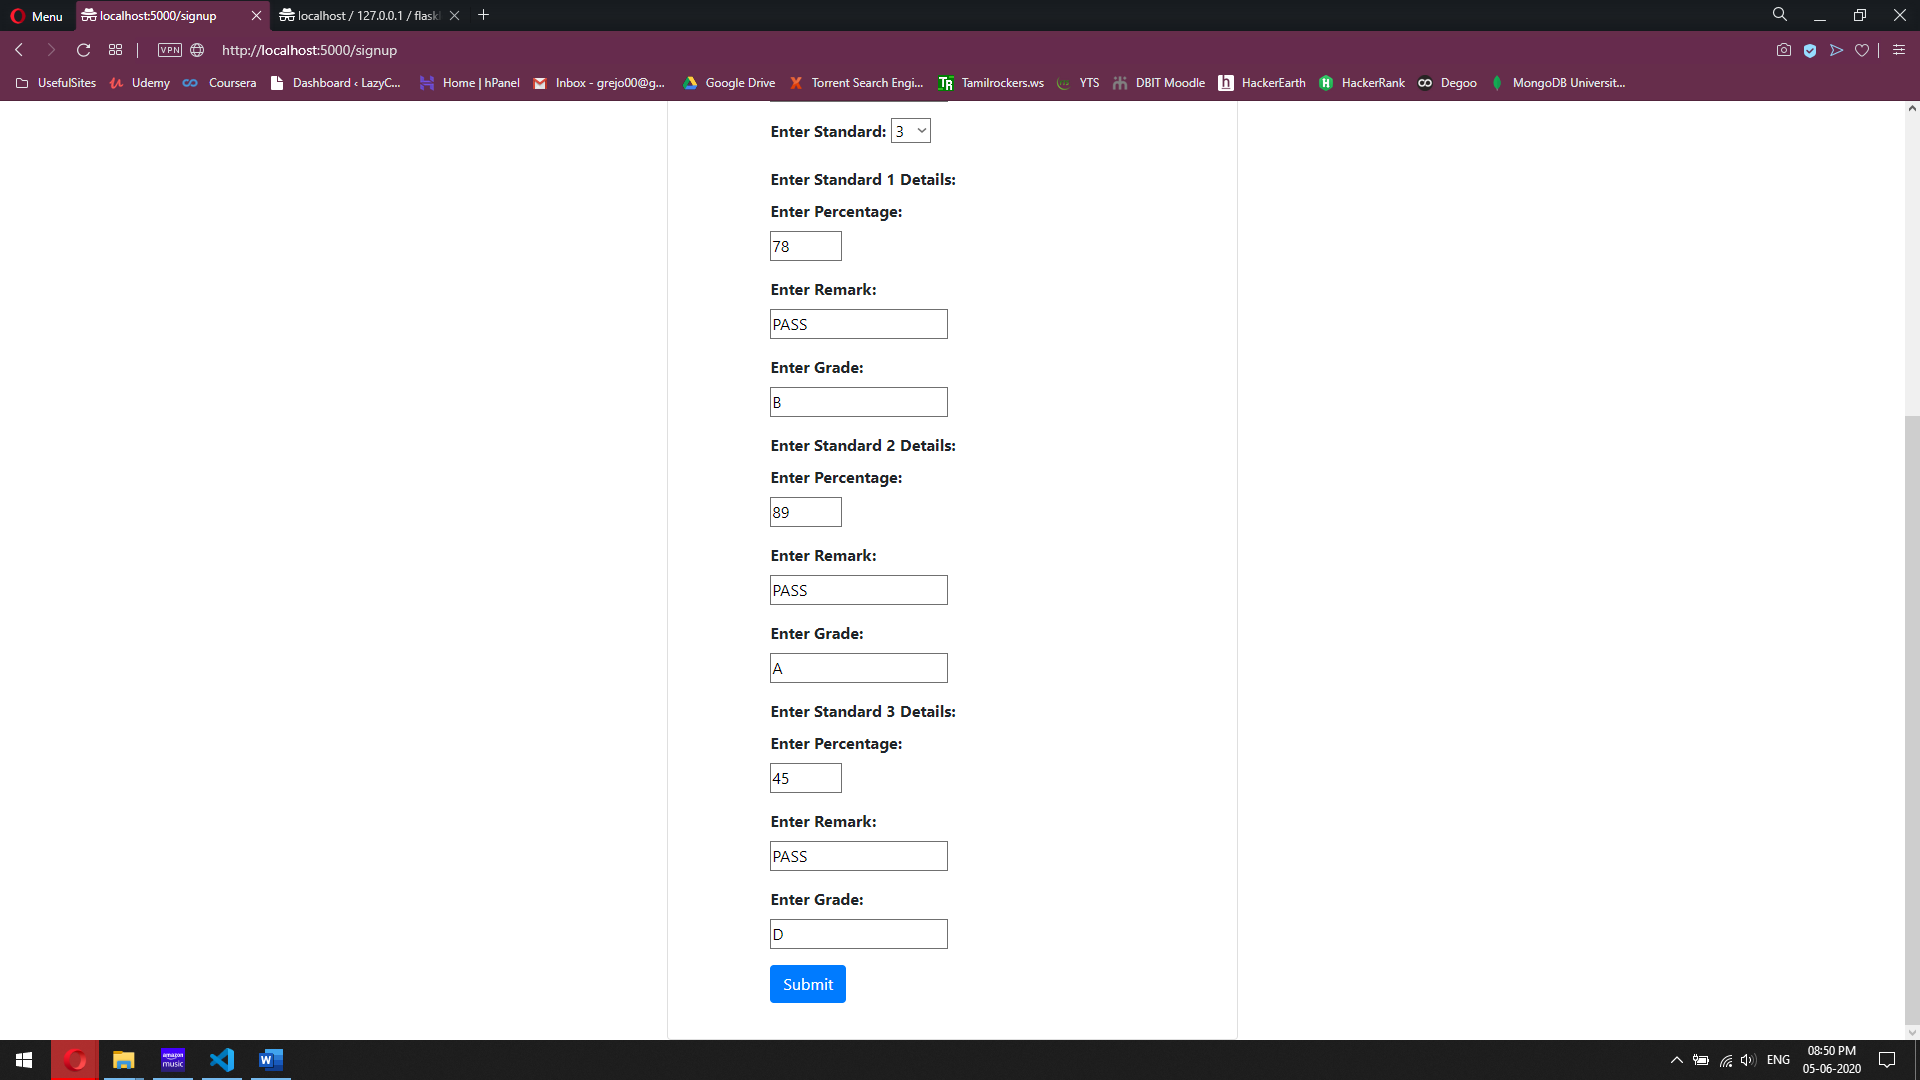 Menu
localhost:5000/signup
localhost / 127.0.0.1 / flask
VPN
http://localhost:5000/signup
UsefulSites
Udemy
Coursera
Dashboard ‹ LazyC...
Home | hPanel
Inbox - grejo00@g...
Google Drive
Torrent Search Engi...
TR
Tamilrockers.ws
YTS
DBIT Moodle
h
HackerEarth
HackerRank
Degoo
MongoDB Universit...
Enter Standard: 3
Enter Standard 1 Details:
Enter Percentage:
78
Enter Remark:
PASS
Enter Grade:
B
Enter Standard 2 Details:
Enter Percentage:
89
Enter Remark:
PASS
Enter Grade:
A
Enter Standard 3 Details:
Enter Percentage:
45
Enter Remark:
PASS
Enter Grade:
D
Submit
amazon
music
W
ENG
08:50 PM
05-06-2020